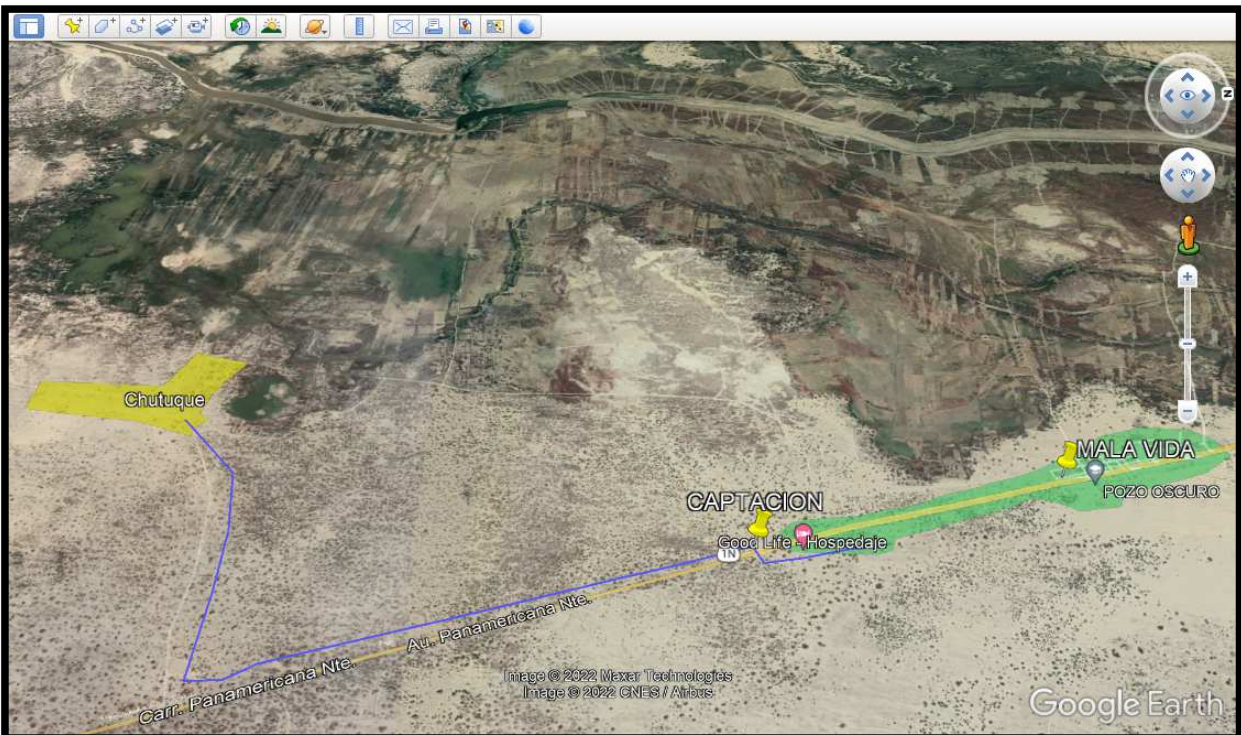 N
Chutuque
MALA VIDA
POZO OSCURO
CAPTACION
Good Life - Hospedaje
1N
Au. Panamericana Nte.
Carr. Panamericana Nte.
Image © 2022 Maxar Technologies
Image © 2022 CNES / Airbus
Google Earth